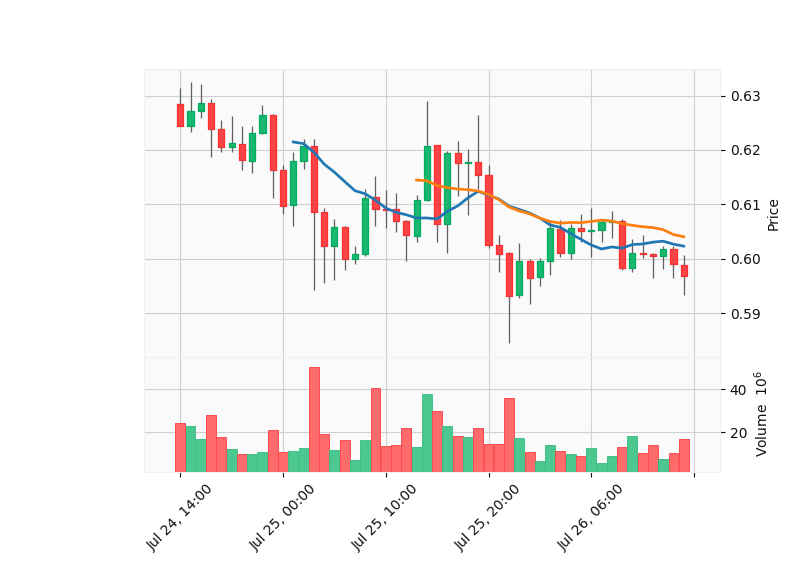 0.63
0.62
0.61
0.60
0.59
Price
40
20
Volume 10^6
Jul 24, 14:00
Jul 25, 00:00
Jul 25, 10:00
Jul 25, 20:00
Jul 26, 06:00